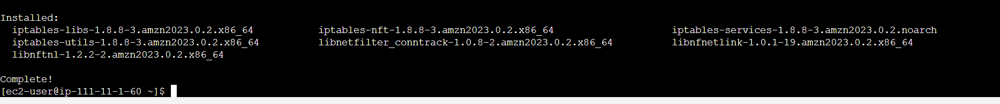 Installed:
iptables-libs-1.8.8-3.amzn2023.0.2.x86_64 iptables-nft-1.8.8-3.amzn2023.0.2.x86_64 iptables-services-1.8.8-3.amzn2023.0.2.noarch
iptables-utils-1.8.8-3.amzn2023.0.2.x86_64 libnetfilter_conntrack-1.0.8-2.amzn2023.0.2.x86_64 libnfnetlink-1.0.1-19.amzn2023.0.2.x86_64
libnftnl-1.2.2-2.amzn2023.0.2.x86_64
Complete!
[ec2-user@ip-111-11-1-60 ~]$